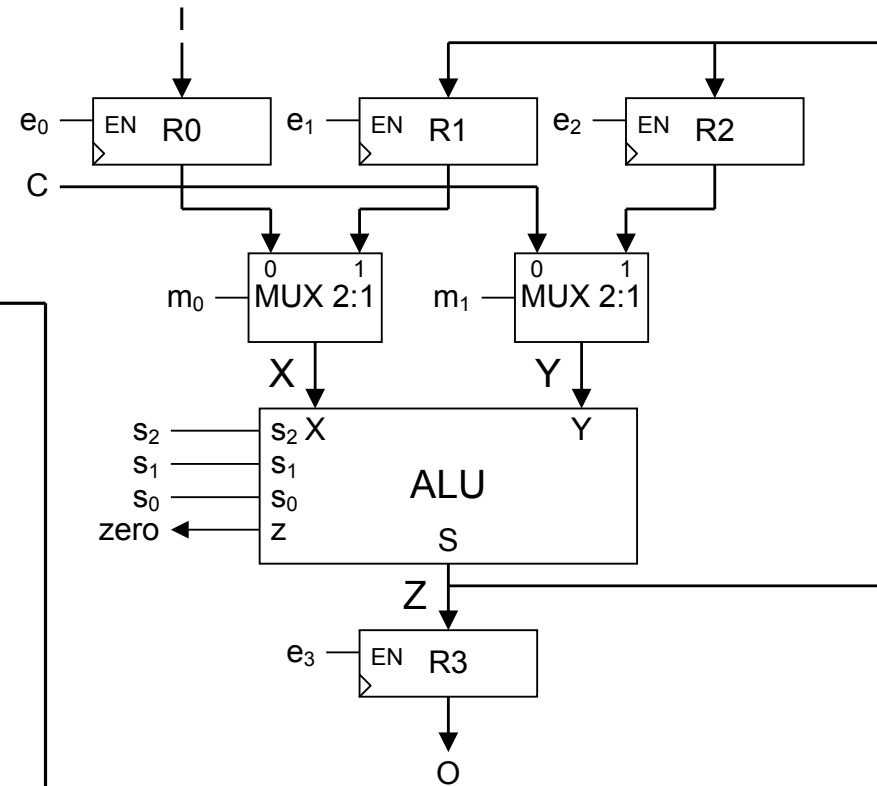 I
e₀ EN R0 e₁ EN R1 e₂ EN R2
C
0 1 0 1
m₀ MUX 2:1 m₁ MUX 2:1
X Y
s₂ s₂ X Y
s₁ s₁
ALU
s₀ s₀
zero z
S
Z
e₃ EN R3
O